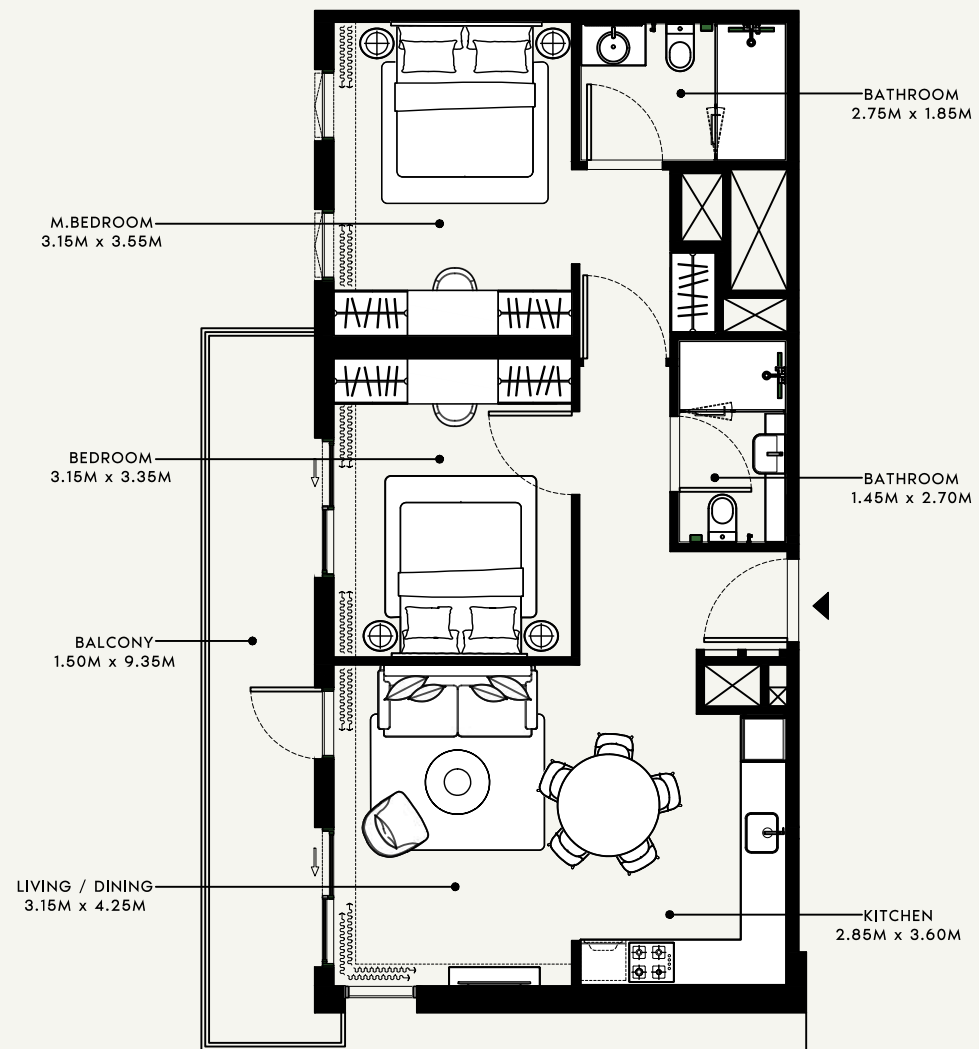 BATHROOM
2.75M x 1.85M
M.BEDROOM
3.15M x 3.55M
BEDROOM
3.15M x 3.35M
BATHROOM
1.45M x 2.70M
BALCONY
1.50M x 9.35M
LIVING / DINING
3.15M x 4.25M
KITCHEN
2.85M x 3.60M